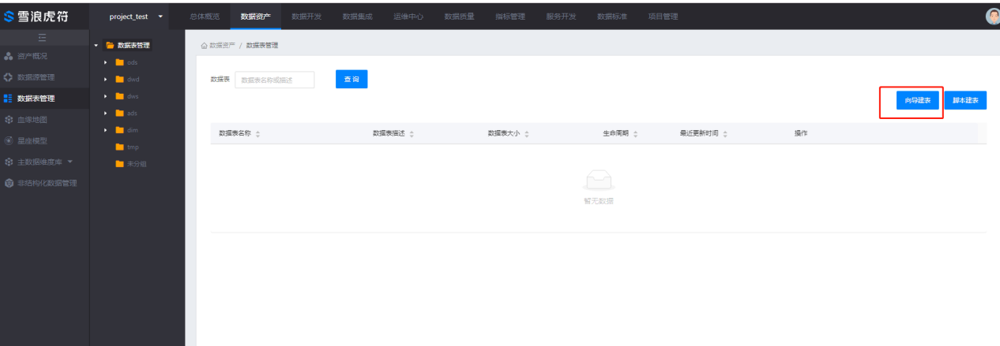 雪浪虎符
project_test
总体概览 数据资产 数据开发 数据集成 运维中心 数据质量 指标管理 服务开发 数据标准 项目管理
资产概况
数据源管理
数据表管理
血缘地图
星座模型
主数据维度库
非结构化数据管理
数据表管理
ods
dwd
dws
ads
dim
tmp
未分组
数据资产 / 数据表管理
数据表 数据表名称或描述 查询
向导建表 脚本建表
数据表名称 数据表描述 数据表大小 生命周期 最近更新时间 操作
暂无数据